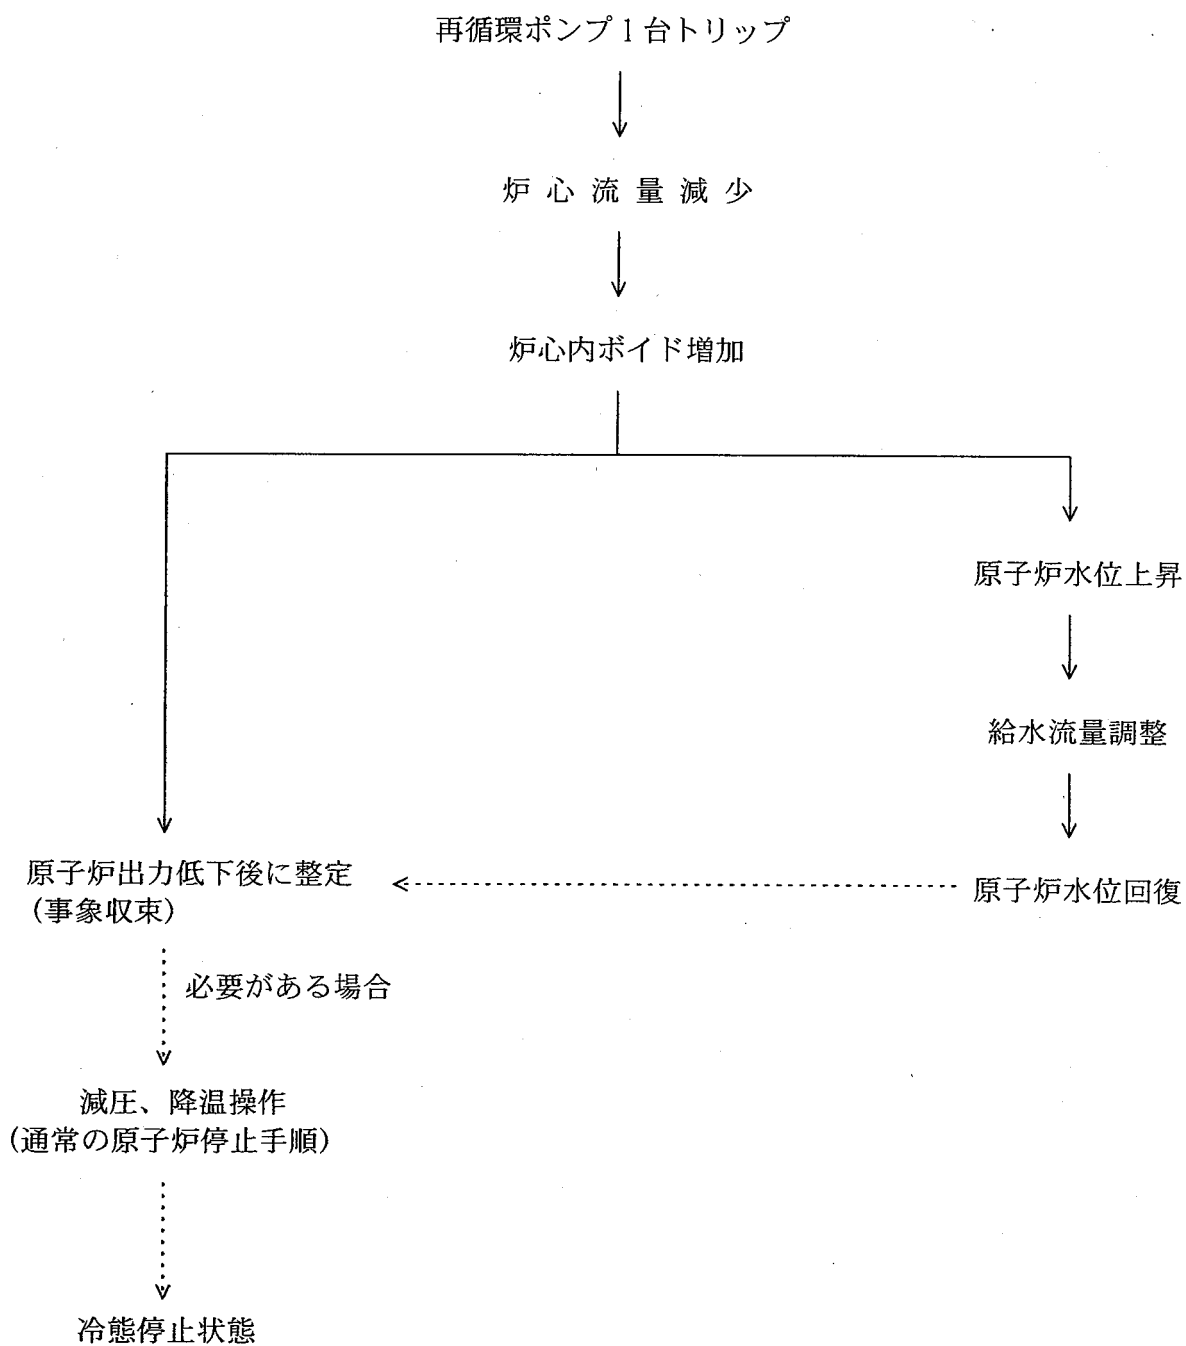 再循環ポンプ1台トリップ
炉心流量減少
炉心内ボイド増加
原子炉水位上昇
給水流量調整
原子炉水位回復
原子炉出力低下後に整定
(事象収束)
必要がある場合
減圧、降温操作
(通常の原子炉停止手順)
冷態停止状態